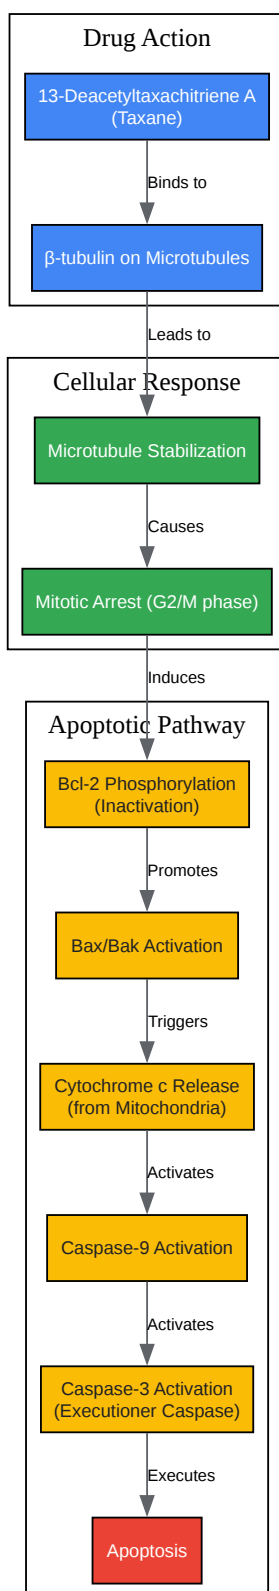 Drug Action
13-Deacetyltaxachitriene A
(Taxane)
Binds to
β-tubulin on Microtubules
Leads to
Cellular Response
Microtubule Stabilization
Causes
Mitotic Arrest (G2/M phase)
Induces
Apoptotic Pathway
Bcl-2 Phosphorylation
(Inactivation)
Promotes
Bax/Bak Activation
Triggers
Cytochrome c Release
(from Mitochondria)
Activates
Caspase-9 Activation
Activates
Caspase-3 Activation
(Executioner Caspase)
Executes
Apoptosis